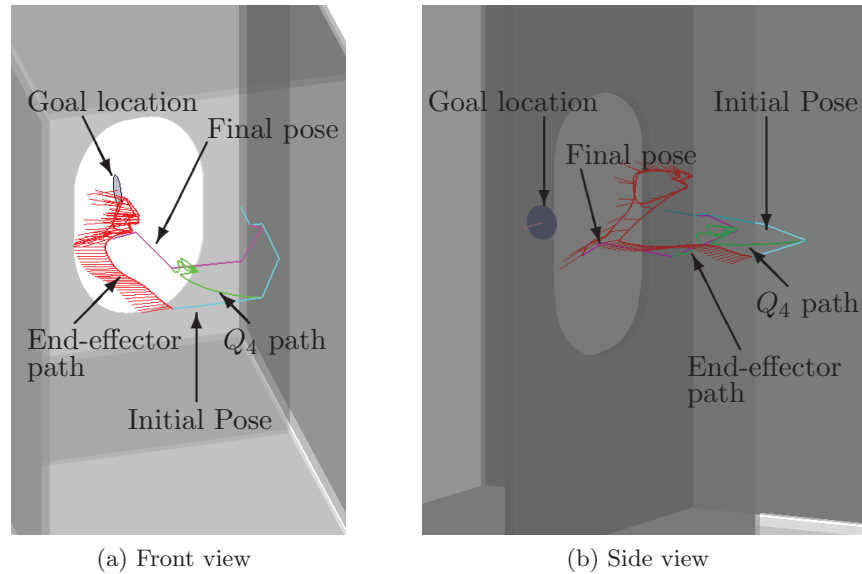 Goal location
Final pose
End-effector
path
Q4 path
Initial Pose
(a) Front view
Goal location
Initial Pose
Final pose
Q4 path
End-effector
path
(b) Side view